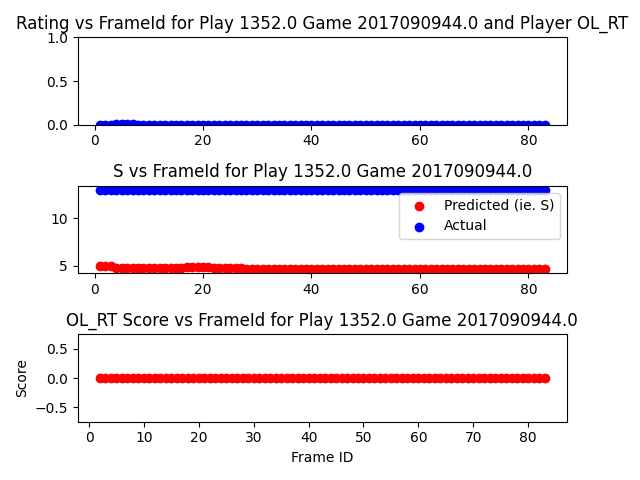 Rating vs FrameId for Play 1352.0 Game 2017090944.0 and Player OL_RT
1.0
0.5
0.0
0 20 40 60 80
S vs FrameId for Play 1352.0 Game 2017090944.0
10
5
Predicted (ie. S)
Actual
0 20 40 60 80
OL_RT Score vs FrameId for Play 1352.0 Game 2017090944.0
Score
0.5
0.0
−0.5
0 10 20 30 40 50 60 70 80
Frame ID